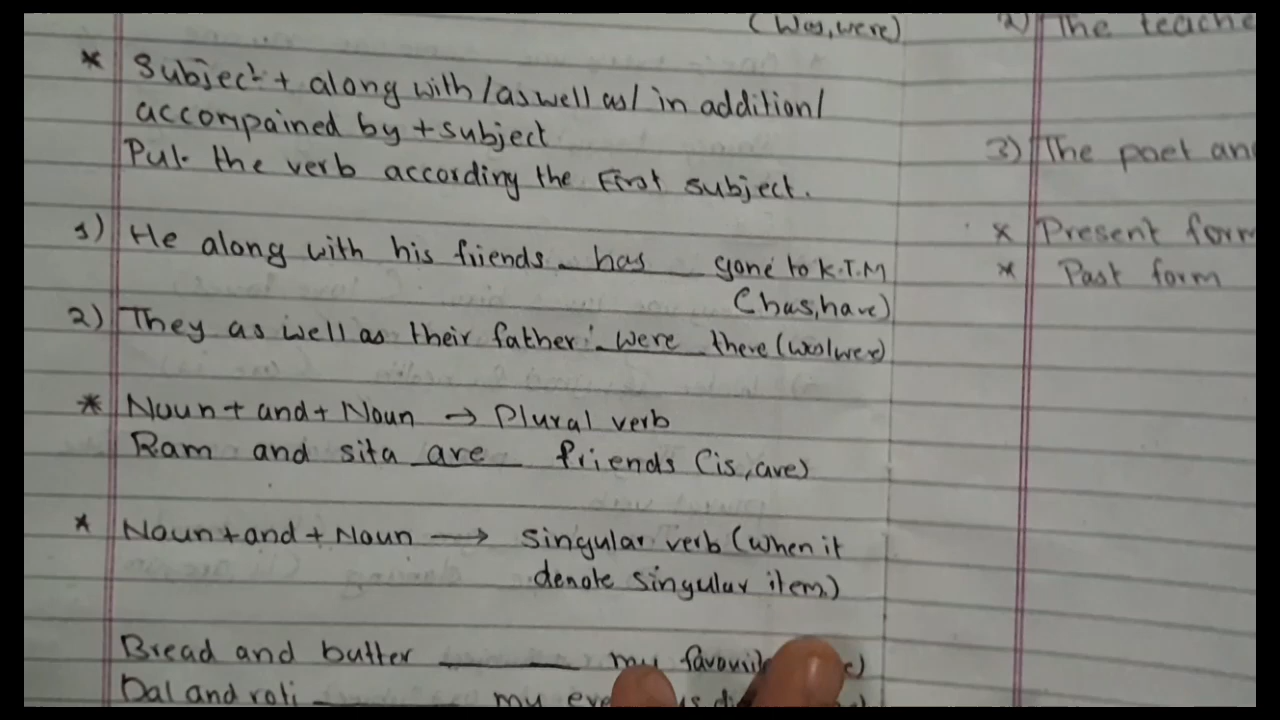 (Was, were)
* Subject + along with / as well as / in addition /
accompained by + subject
Put the verb according the First subject.
1) He along with his friends has gone to K.T.M
(has, have)
2) They as well as their father were there (was/were)
* Noun + and + Noun → Plural verb
Ram and sita are friends (is, are)
* Noun + and + Noun → singular verb (when it
denote singular item)
Bread and butter ___ ___ my
Dal and roti ______ my
2) The
3) The poet
* Present form
* Past form